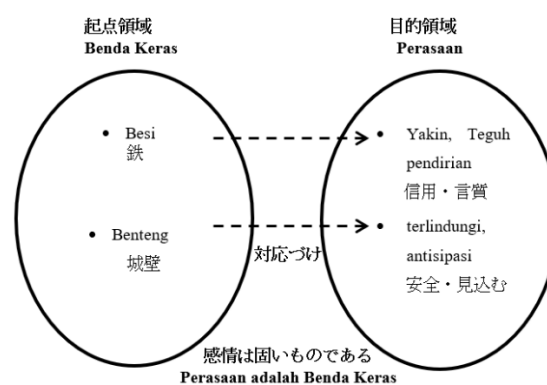 起点領域
Benda Keras
目的領域
Perasaan
• Besi
鉄
• Benteng
城壁
対応づけ
• Yakin, Teguh
pendirian
信用・言質
• terlindungi,
antisipasi
安全・見込む
感情は固いものである
Perasaan adalah Benda Keras